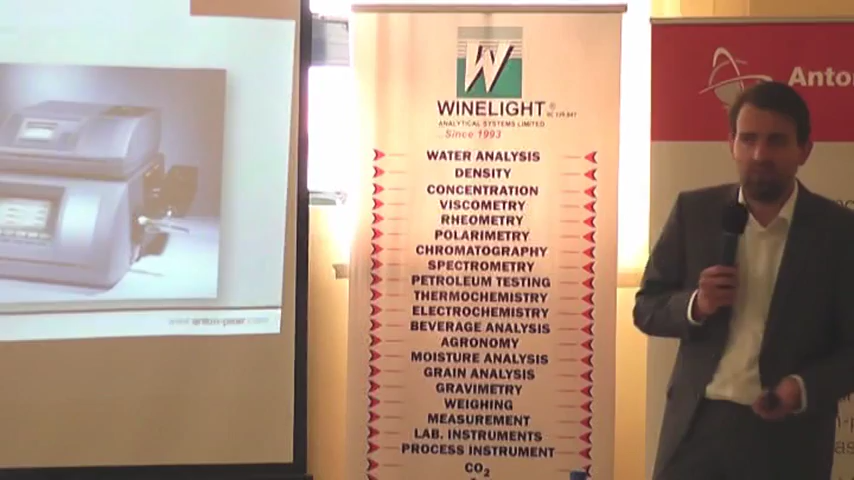 www.anton-paar.com
W
WINELIGHT®
ANALYTICAL SYSTEMS LIMITED
Since 1993
WATER ANALYSIS
DENSITY
CONCENTRATION
VISCOMETRY
RHEOMETRY
POLARIMETRY
CHROMATOGRAPHY
SPECTROMETRY
PETROLEUM TESTING
THERMOCHEMISTRY
ELECTROCHEMISTRY
BEVERAGE ANALYSIS
AGRONOMY
MOISTURE ANALYSIS
GRAIN ANALYSIS
GRAVIMETRY
WEIGHING
MEASUREMENT
LAB. INSTRUMENTS
PROCESS INSTRUMENT
CO₂
Anto